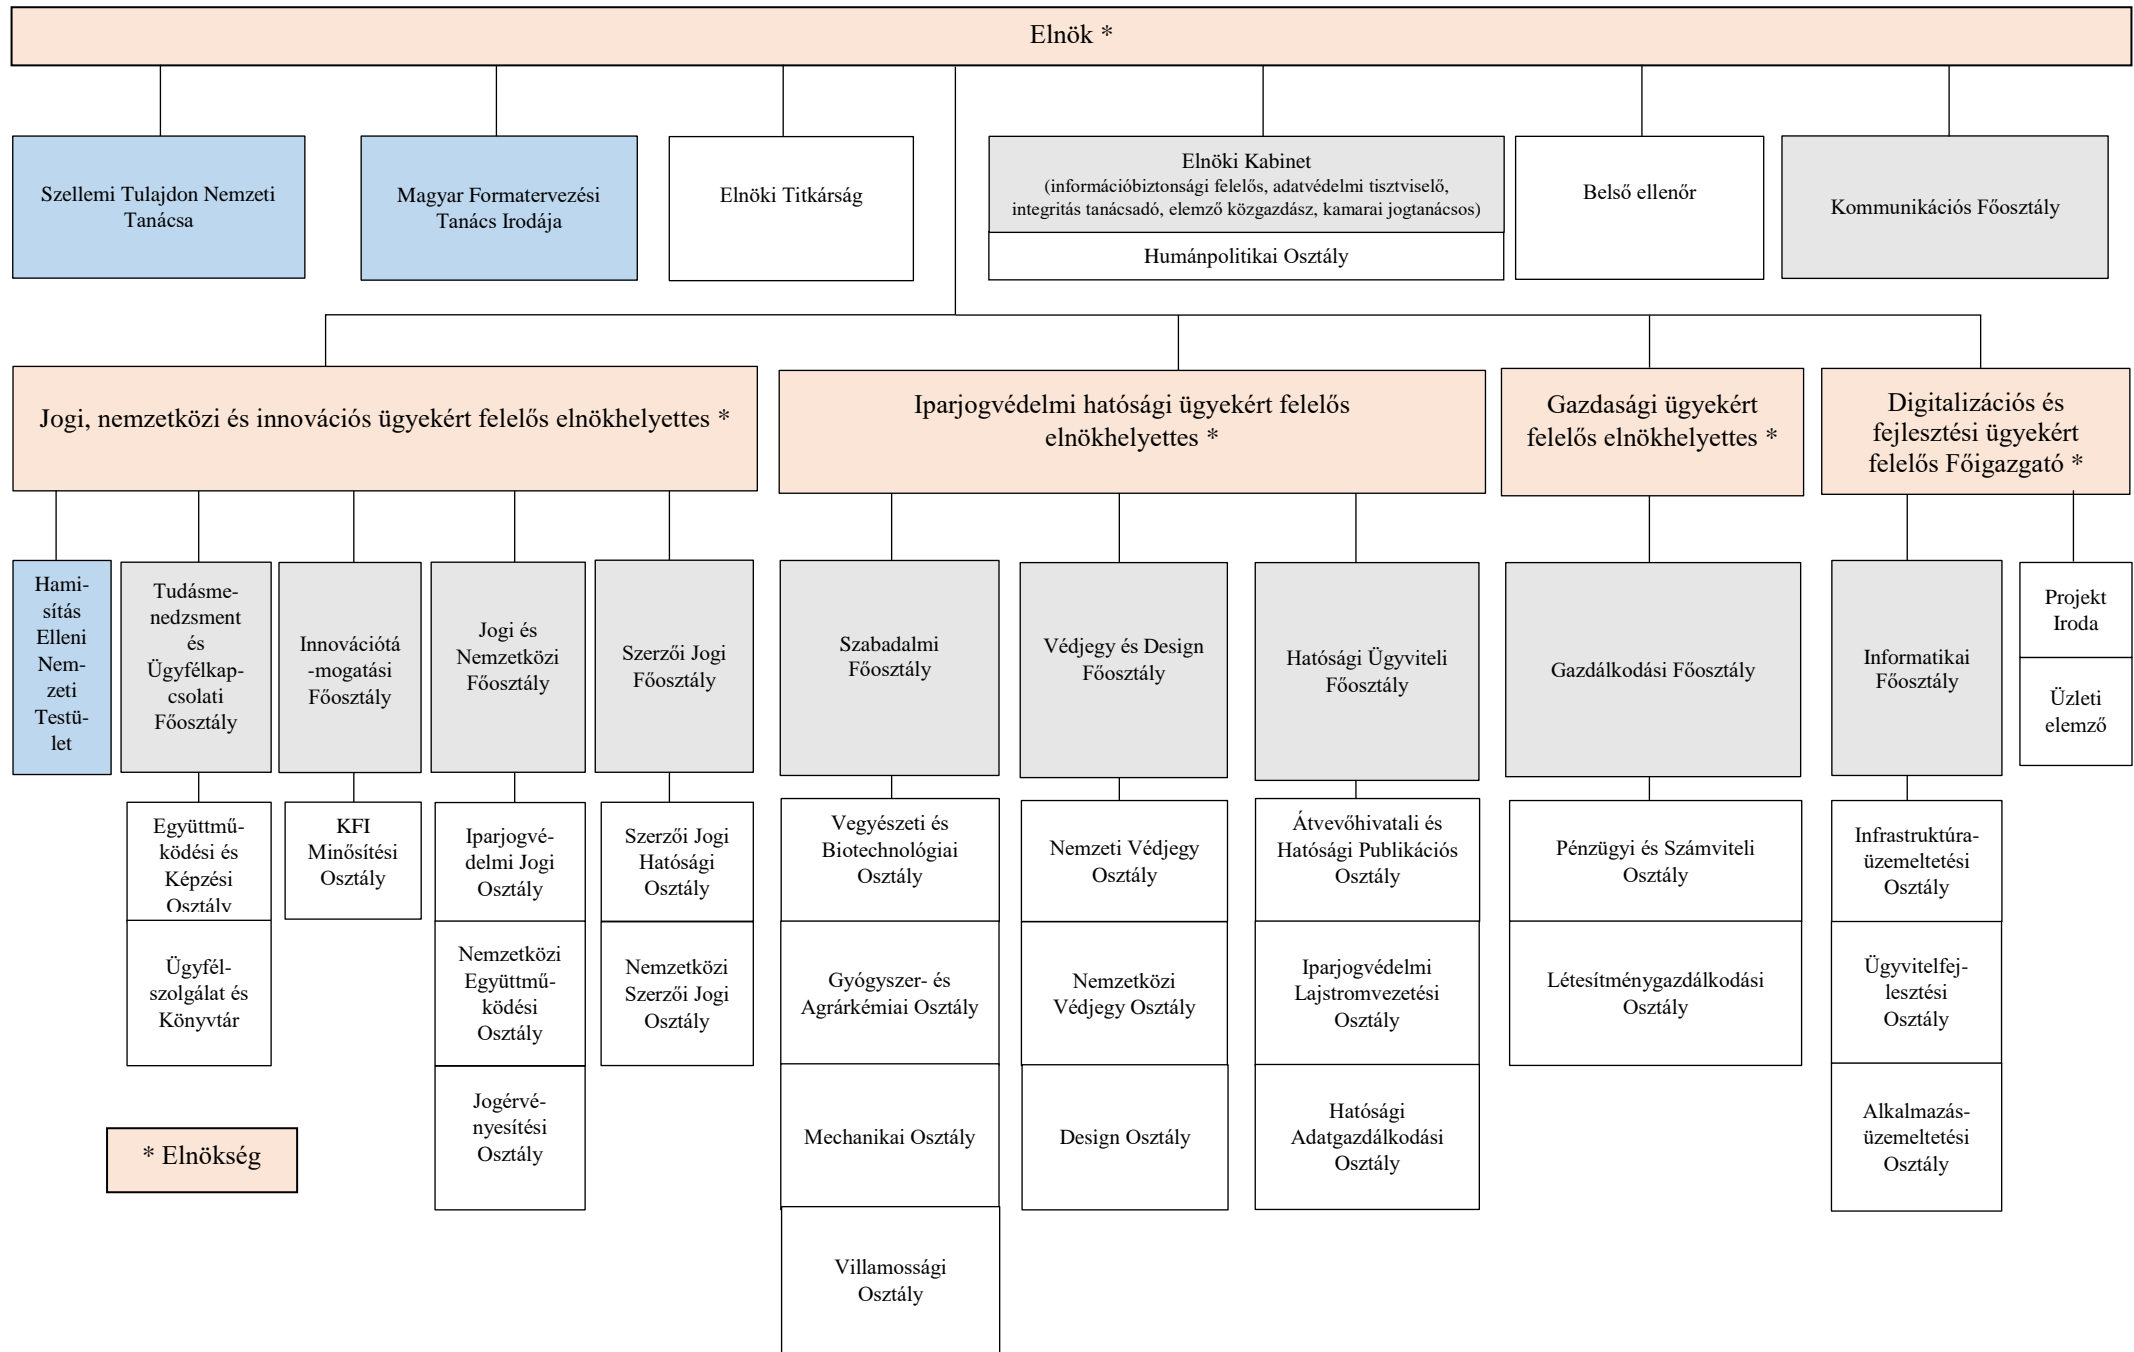 Elnök *
Szellemi Tulajdon Nemzeti
Tanácsa
Magyar Formatervezési
Tanács Irodája
Elnöki Titkárság
Elnöki Kabinet
(információbiztonsági felelős, adatvédelmi tisztviselő,
integritás tanácsadó, elemző közgazdász, kamarai jogtanácsos)
Humánpolitikai Osztály
Belső ellenőr
Kommunikációs Főosztály
Jogi, nemzetközi és innovációs ügyekért felelős elnökhelyettes *
Iparjogvédelmi hatósági ügyekért felelős
elnökhelyettes *
Gazdasági ügyekért
felelős elnökhelyettes *
Digitalizációs és
fejlesztési ügyekért
felelős Főigazgató *
Hami-
sítás
Elleni
Nem-
zeti
Testü-
let
Tudásme-
nedzsment
és
Ügyfélkap-
csolati
Főosztály
Innovációtá
-mogatási
Főosztály
Jogi és
Nemzetközi
Főosztály
Szerzői Jogi
Főosztály
Szabadalmi
Főosztály
Védjegy és Design
Főosztály
Hatósági Ügyviteli
Főosztály
Gazdálkodási Főosztály
Informatikai
Főosztály
Projekt
Iroda
Üzleti
elemző
Együttmű-
ködési és
Képzési
Osztály
Ügyfél-
szolgálat és
Könyvtár
KFI
Minősítési
Osztály
Iparjogvé-
delmi Jogi
Osztály
Nemzetközi
Együttmű-
ködési
Osztály
Jogérvé-
nyesítési
Osztály
Szerzői Jogi
Hatósági
Osztály
Nemzetközi
Szerzői Jogi
Osztály
Vegyészeti és
Biotechnológiai
Osztály
Gyógyszer- és
Agrárkémiai Osztály
Mechanikai Osztály
Villamossági
Osztály
Nemzeti Védjegy
Osztály
Nemzetközi
Védjegy Osztály
Design Osztály
Átvevőhivatali és
Hatósági Publikációs
Osztály
Iparjogvédelmi
Lajstromvezetési
Osztály
Hatósági
Adatgazdálkodási
Osztály
Pénzügyi és Számviteli
Osztály
Létesítménygazdálkodási
Osztály
Infrastruktúra-
üzemeltetési
Osztály
Ügyvitelfej-
lesztési
Osztály
Alkalmazás-
üzemeltetési
Osztály
* Elnökség